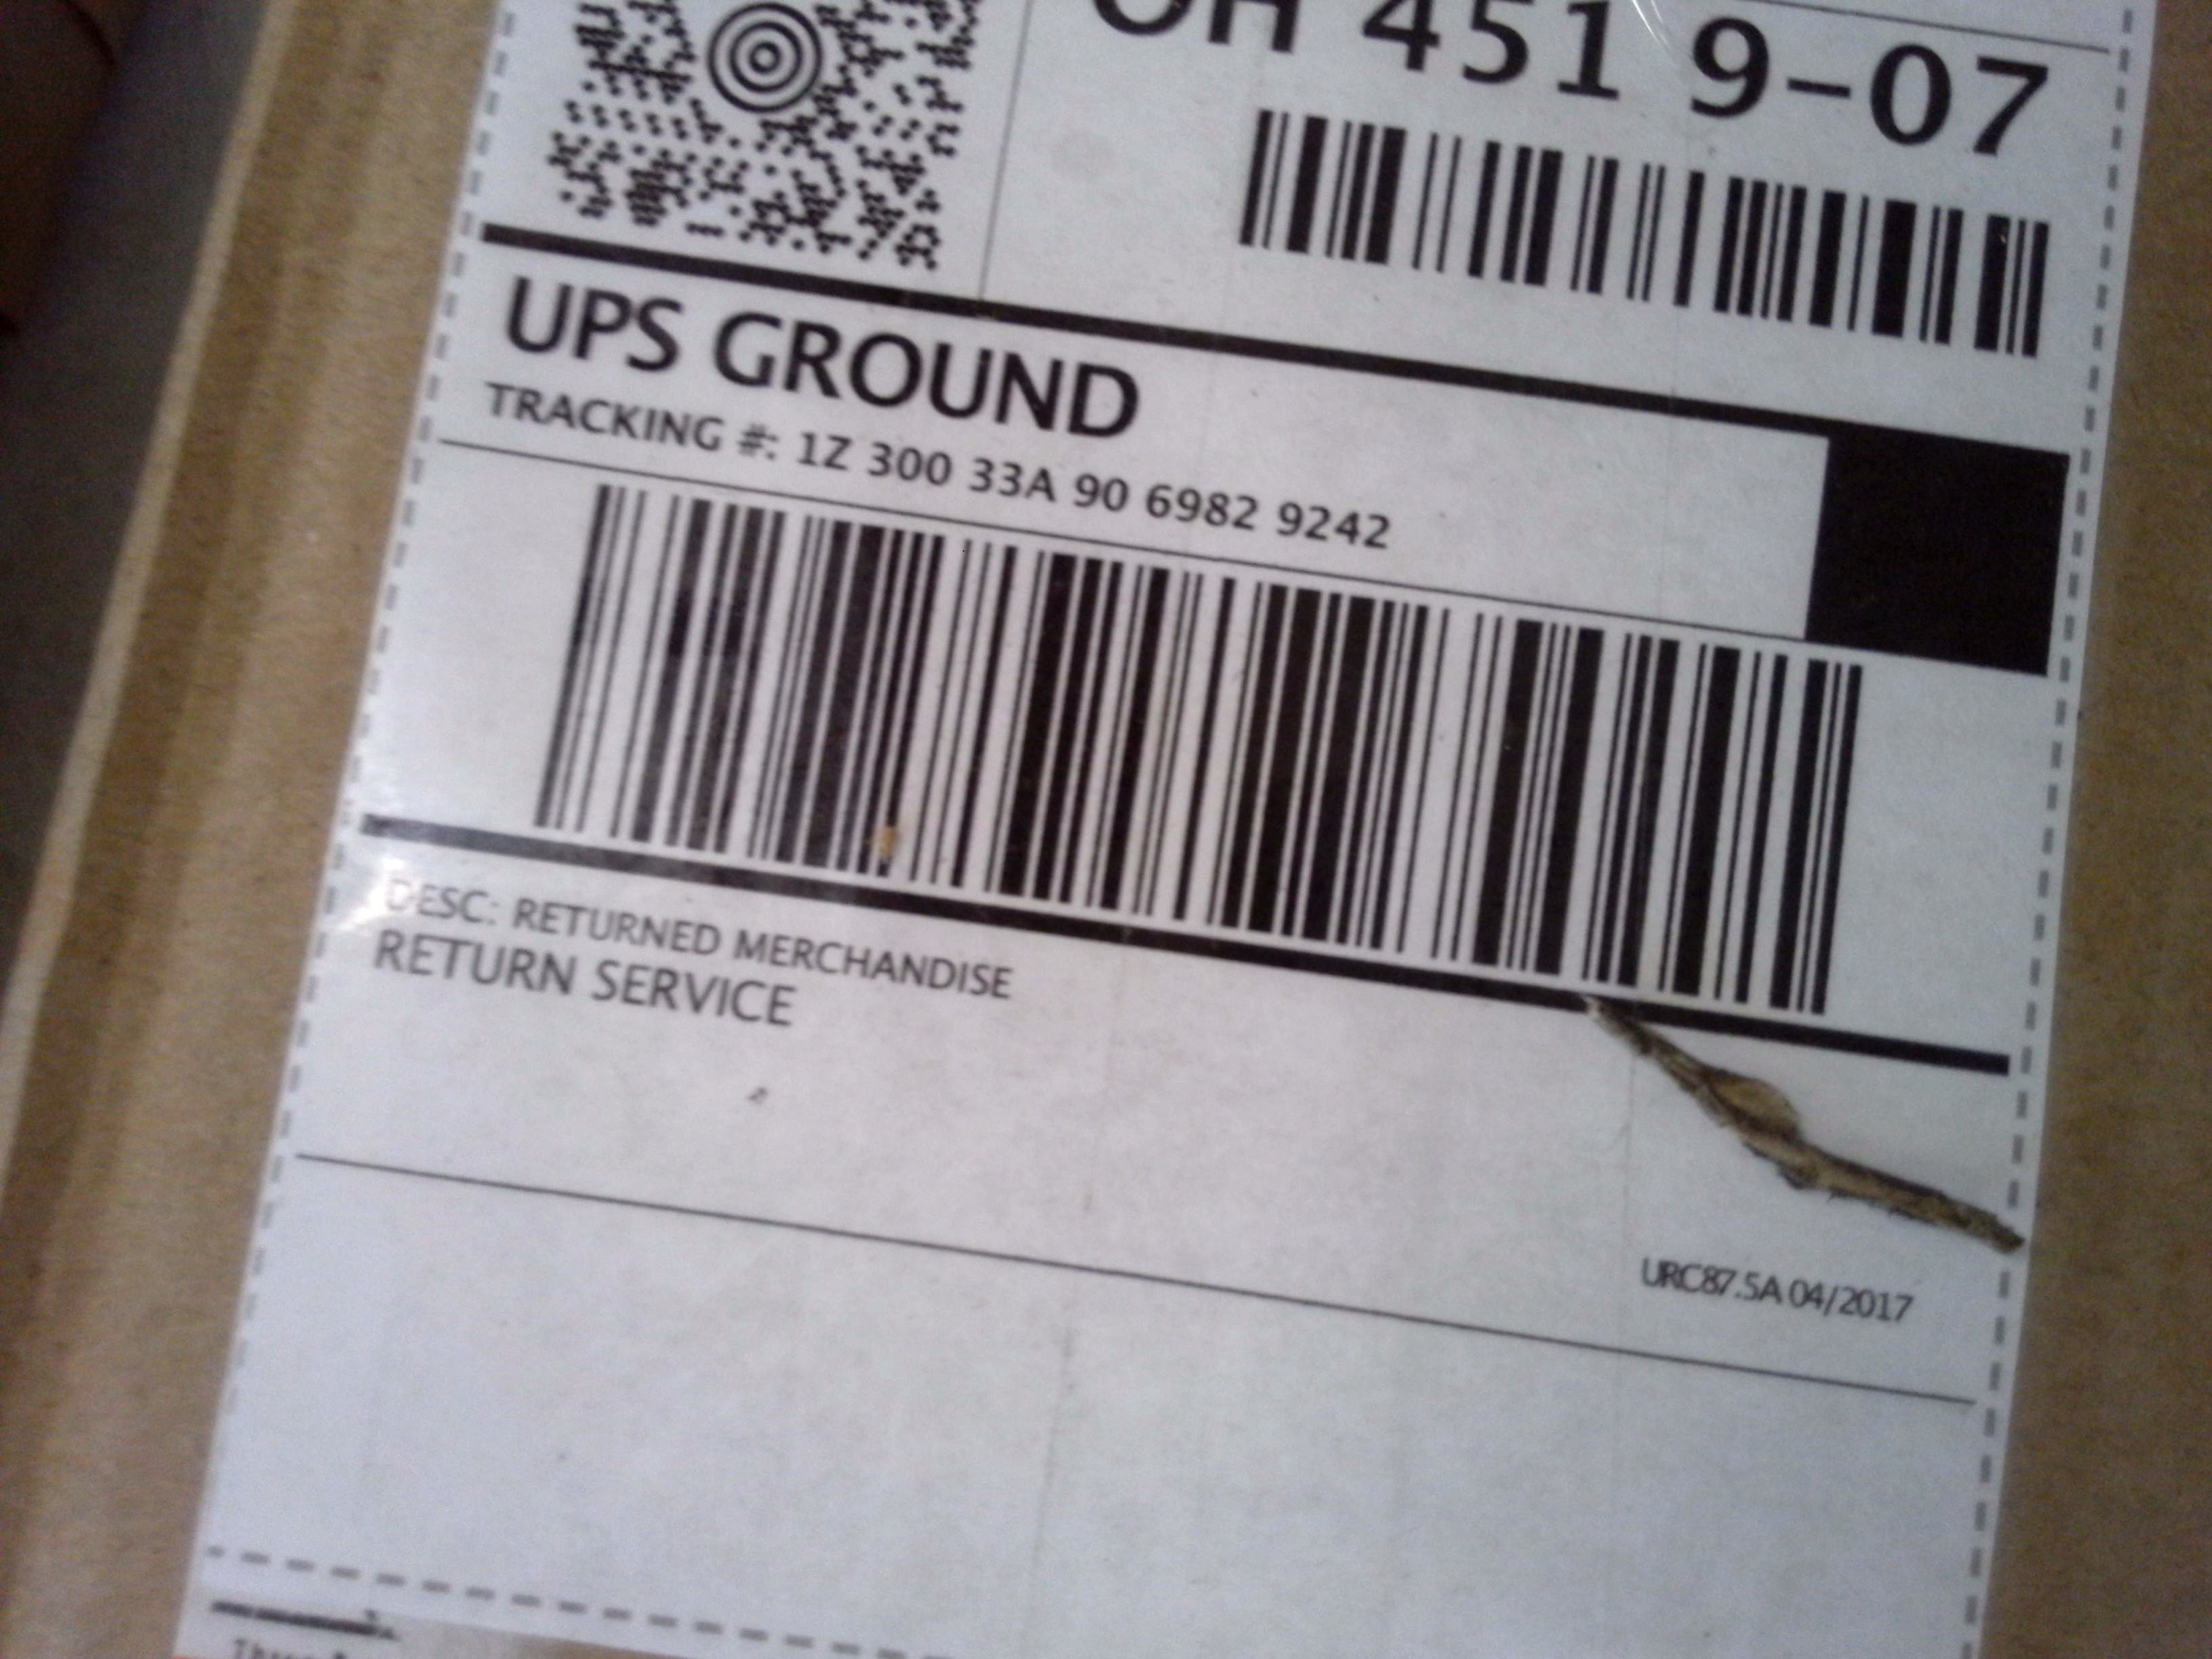 OH 451 9-07
UPS GROUND
TRACKING #: 1Z 300 33A 90 6982 9242
DESC: RETURNED MERCHANDISE
RETURN SERVICE
URC87.5A 04/2017